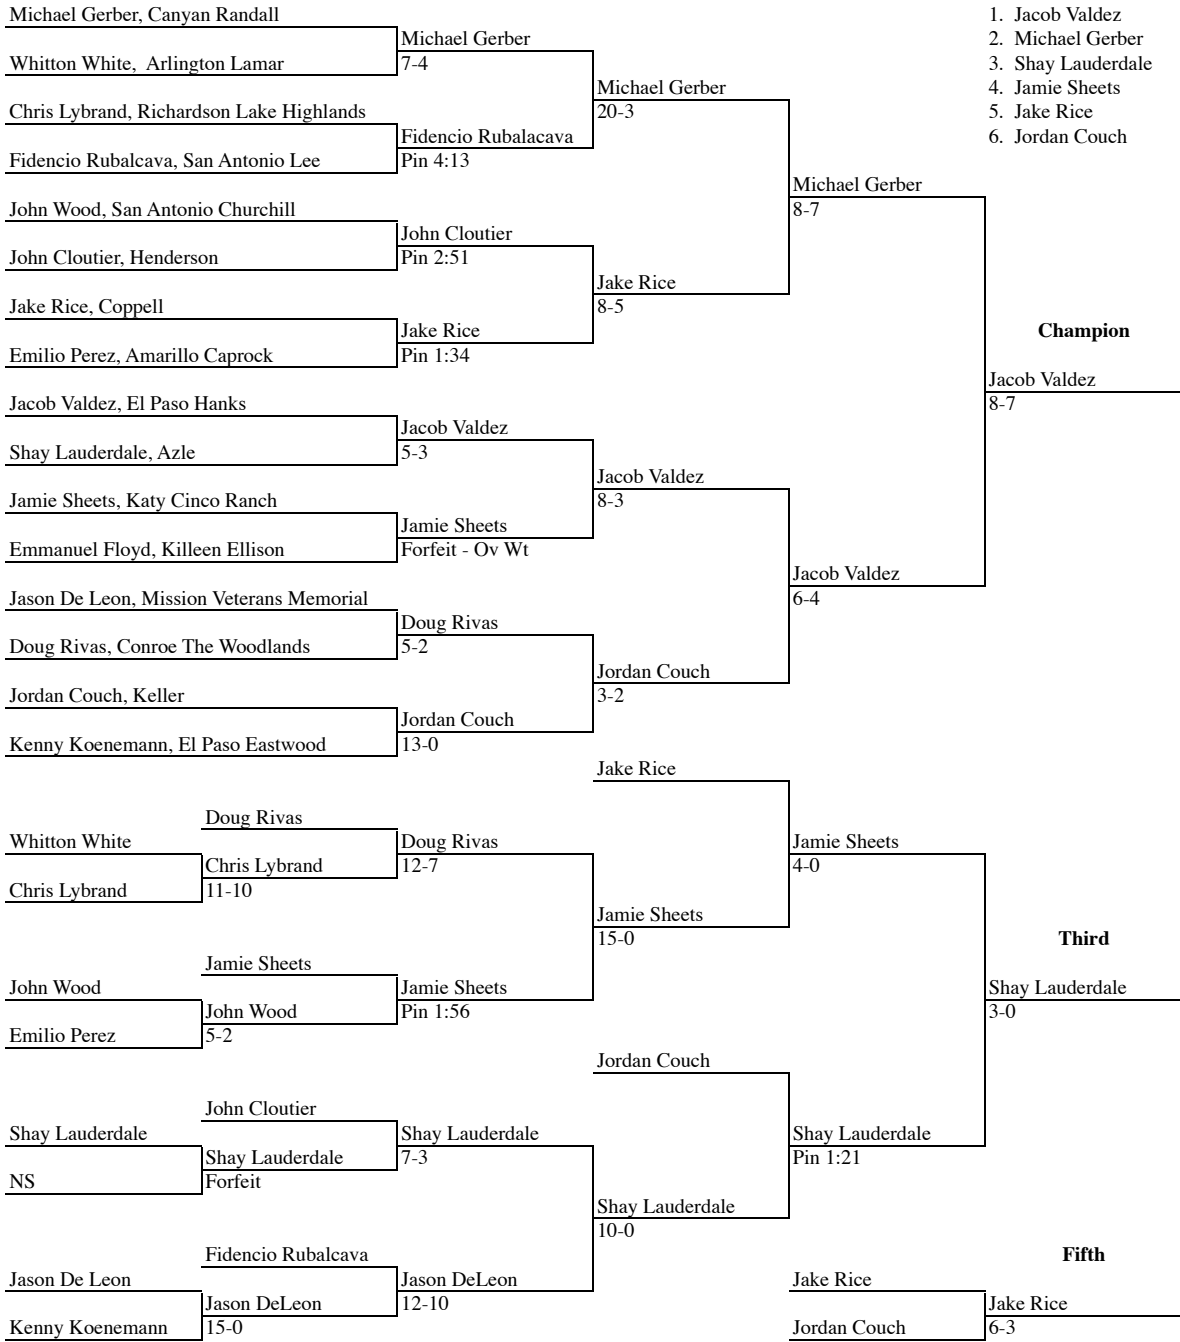 Michael Gerber, Canyan Randall
Michael Gerber
Whitton White,  Arlington Lamar
7-4
Michael Gerber
Chris Lybrand, Richardson Lake Highlands
20-3
Fidencio Rubalacava
Fidencio Rubalcava, San Antonio Lee
Pin 4:13
Michael Gerber
John Wood, San Antonio Churchill
8-7
John Cloutier
John Cloutier, Henderson
Pin 2:51
Jake Rice
Jake Rice, Coppell
8-5
Jake Rice
Emilio Perez, Amarillo Caprock
Pin 1:34
1. Jacob Valdez
2. Michael Gerber
3. Shay Lauderdale
4. Jamie Sheets
5. Jake Rice
6. Jordan Couch
Champion
Jacob Valdez
8-7
Jacob Valdez, El Paso Hanks
Jacob Valdez
Shay Lauderdale, Azle
5-3
Jacob Valdez
Jamie Sheets, Katy Cinco Ranch
8-3
Jamie Sheets
Emmanuel Floyd, Killeen Ellison
Forfeit - Ov Wt
Jacob Valdez
Jason De Leon, Mission Veterans Memorial
6-4
Doug Rivas
Doug Rivas, Conroe The Woodlands
5-2
Jordan Couch
Jordan Couch, Keller
3-2
Jordan Couch
Kenny Koenemann, El Paso Eastwood
13-0
Jake Rice
Doug Rivas
Whitton White
Doug Rivas
Jamie Sheets
Chris Lybrand
12-7
4-0
Chris Lybrand
11-10
Jamie Sheets
15-0
Third
Jamie Sheets
John Wood
Jamie Sheets
Shay Lauderdale
John Wood
Pin 1:56
3-0
Emilio Perez
5-2
Jordan Couch
John Cloutier
Shay Lauderdale
Shay Lauderdale
Shay Lauderdale
Shay Lauderdale
7-3
Pin 1:21
NS
Forfeit
Shay Lauderdale
10-0
Fidencio Rubalcava
Fifth
Jason De Leon
Jason DeLeon
Jake Rice
Jason DeLeon
12-10
Jake Rice
Kenny Koenemann
15-0
Jordan Couch
6-3